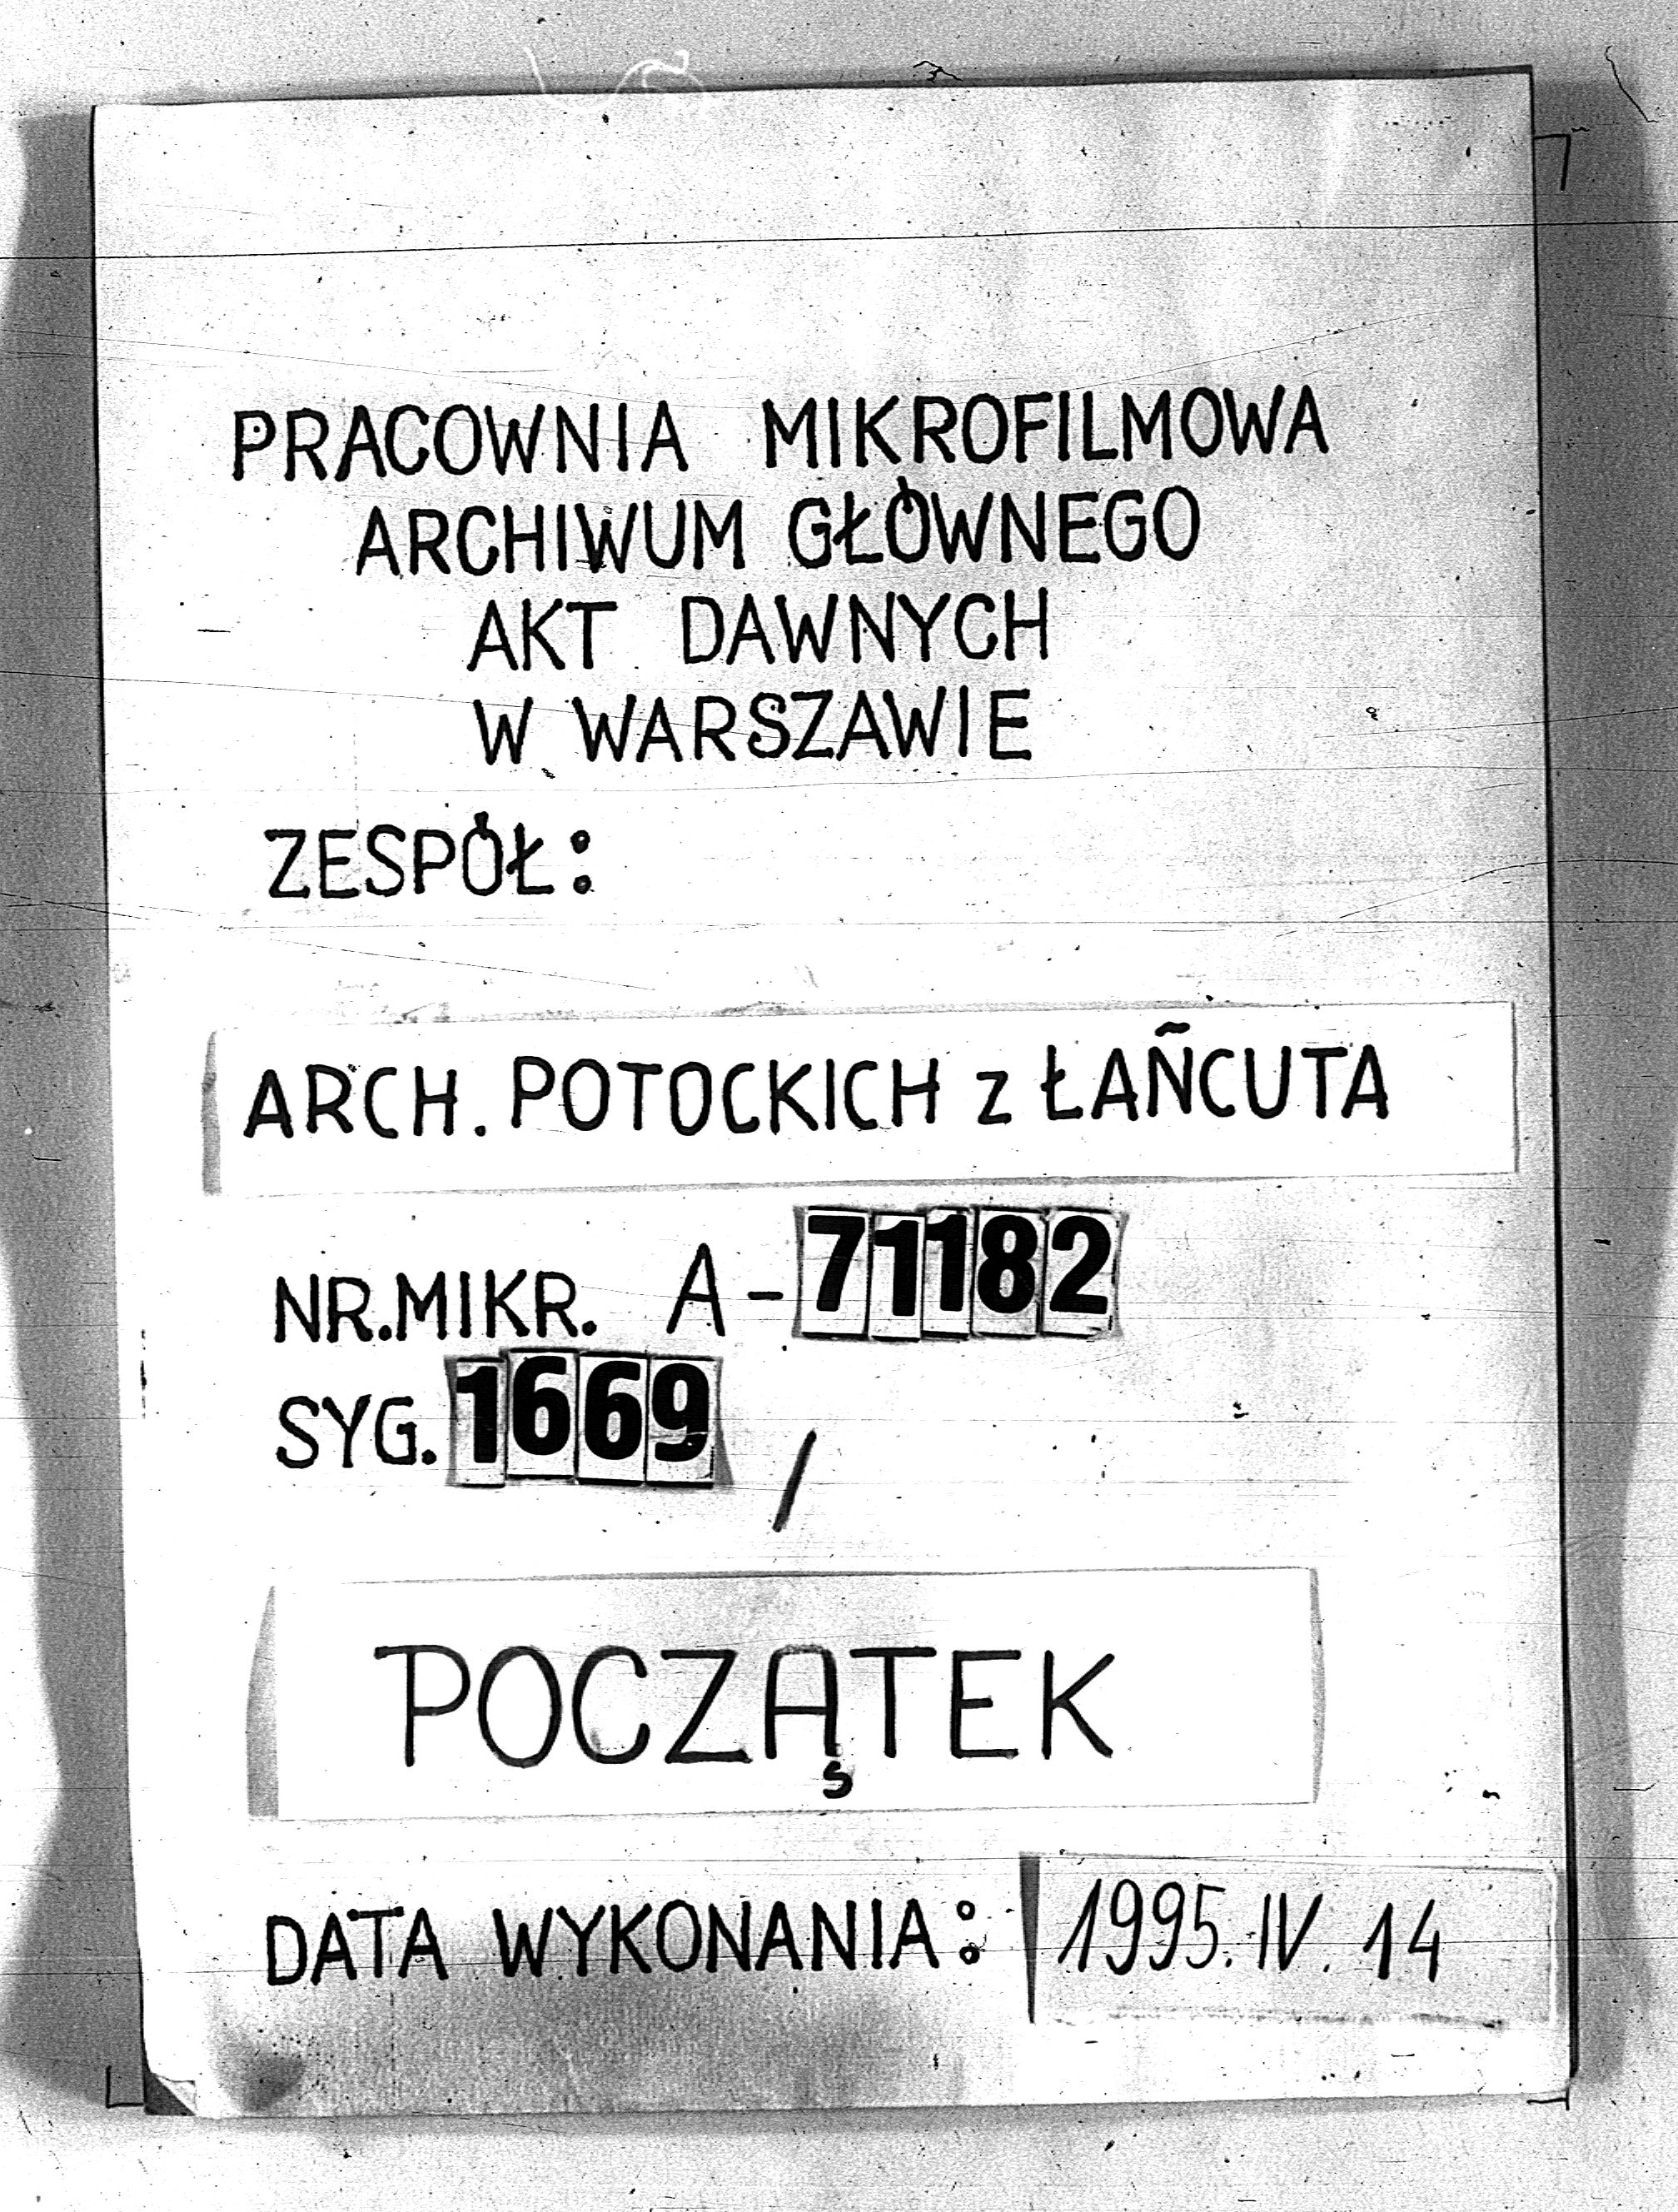 PRACOWNIA MIKROFILMOWA
ARCHIWUM GŁÓWNEGO
AKT DAWNYCH
W WARSZAWIE
ZESPÓŁ:
ARCH. POTOCKICH z ŁAŃCUTA
NR.MIKR. A-71182
SYG. 1669 /
POCZĄTEK
DATA WYKONANIA: 1995.IV.14